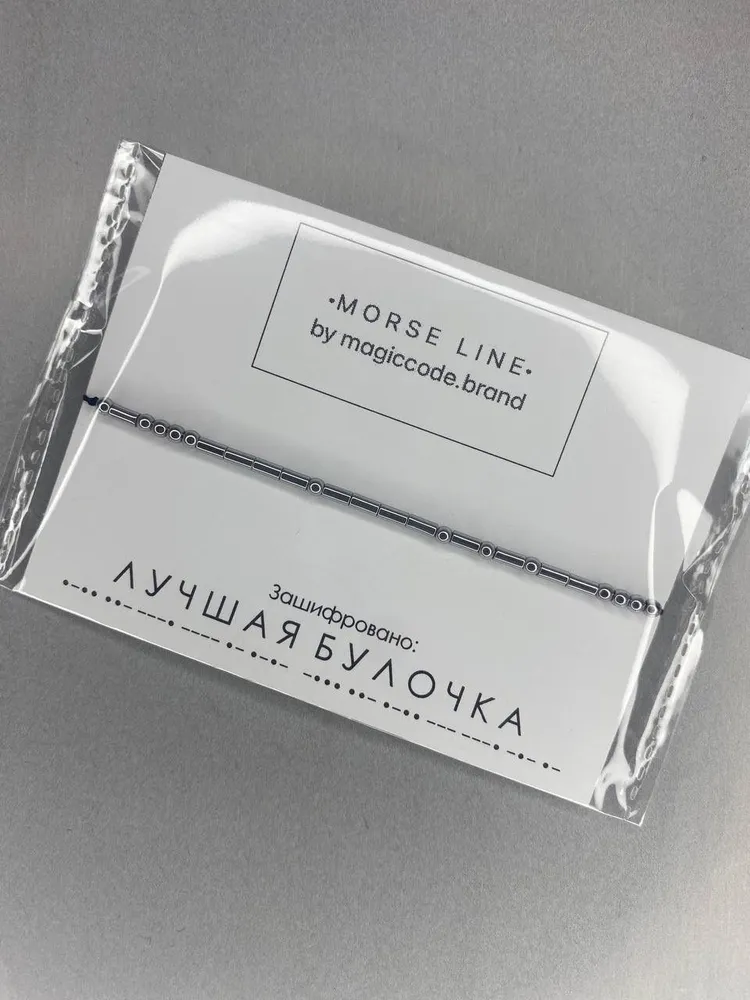 •MORSE LINE•
by magiccode.brand
Зашифровано:
ЛУЧШАЯ БУЛОЧКА